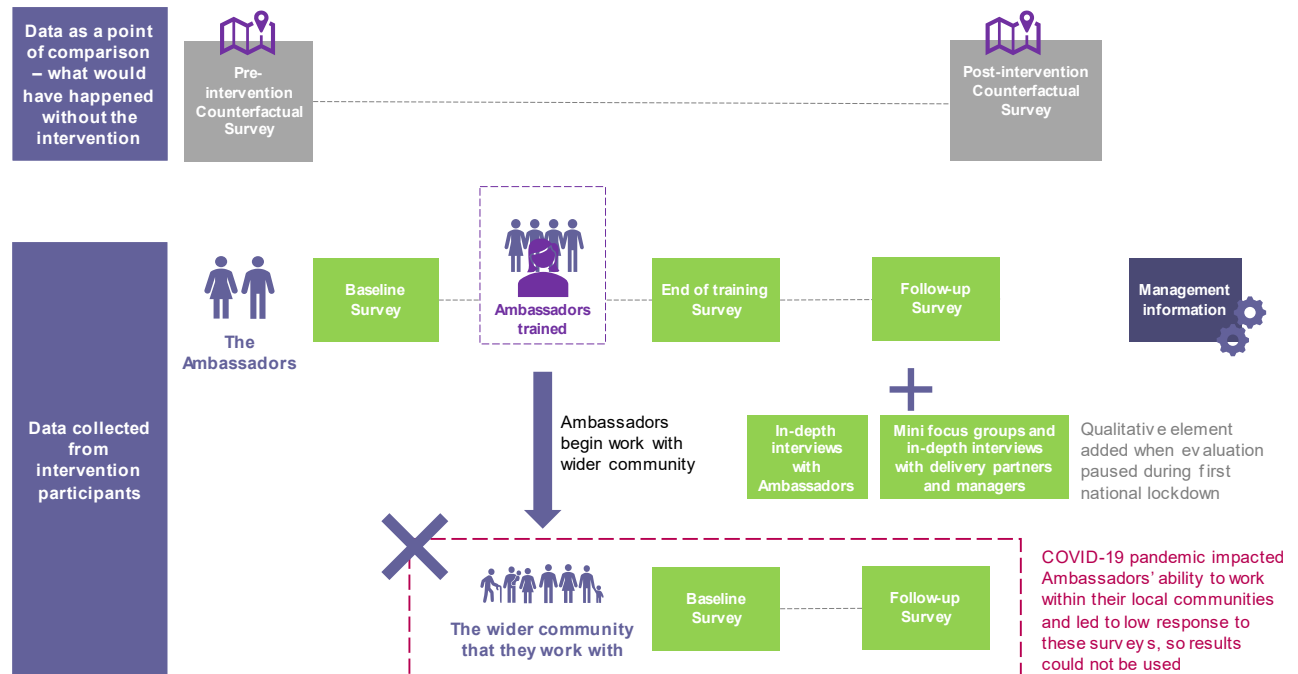 Data as a point
of comparison
– what would
have happened
without the
intervention
Pre-
intervention
Counterfactual
Survey
Post-intervention
Counterfactual
Survey
Data collected
from
intervention
participants
The
Ambassadors
Baseline
Survey
Ambassadors
trained
End of training
Survey
Follow-up
Survey
Management
information
Ambassadors
begin work with
wider community
In-depth
interviews
with
Ambassadors
Mini focus groups and
in-depth interviews
with delivery partners
and managers
Qualitative element
added when evaluation
paused during first
national lockdown
The wider community
that they work with
Baseline
Survey
Follow-up
Survey
COVID-19 pandemic impacted
Ambassadors' ability to work
within their local communities
and led to low response to
these surveys, so results
could not be used